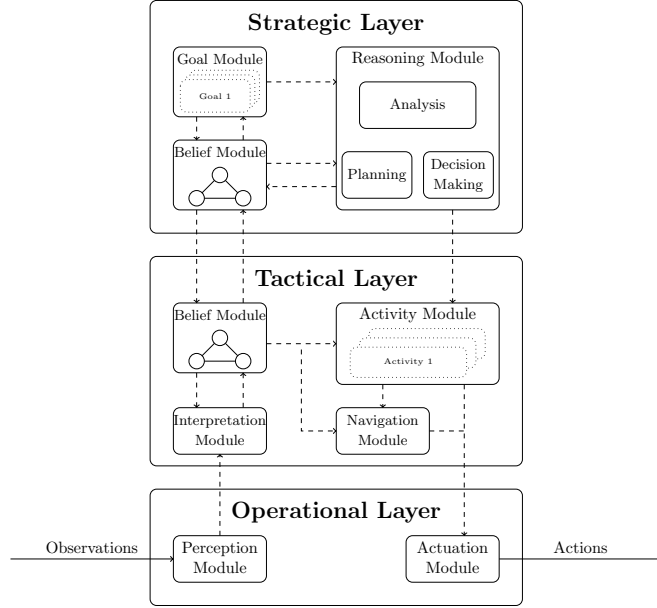 Strategic Layer
Goal Module
Goal 1
Reasoning Module
Analysis
Belief Module
Planning
Decision
Making
Tactical Layer
Belief Module
Activity Module
Activity 1
Interpretation
Module
Navigation
Module
Operational Layer
Observations
Perception
Module
Actuation
Module
Actions